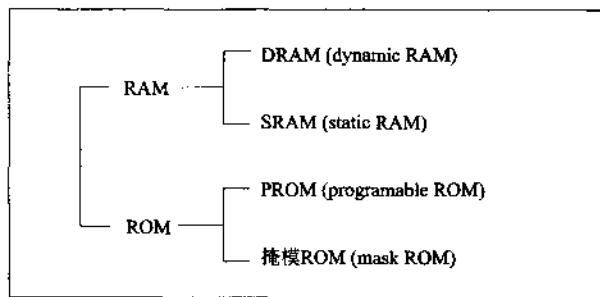 DRAM (dynamic RAM)
RAM
SRAM (static RAM)
PROM (programable ROM)
ROM
掩模ROM (mask ROM)